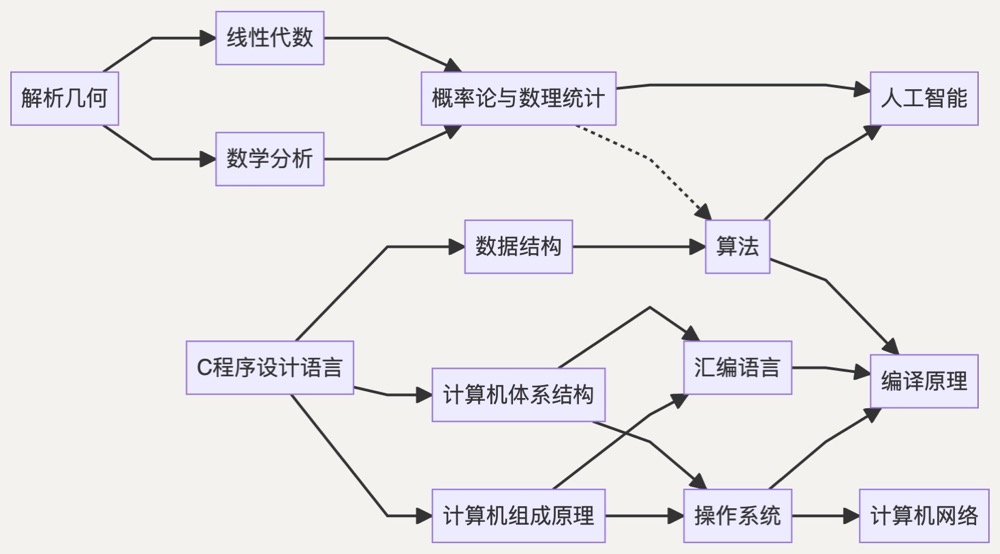 线性代数
解析几何
概率论与数理统计
人工智能
数学分析
数据结构
算法
C程序设计语言
汇编语言
计算机体系结构
编译原理
计算机组成原理
操作系统
计算机网络